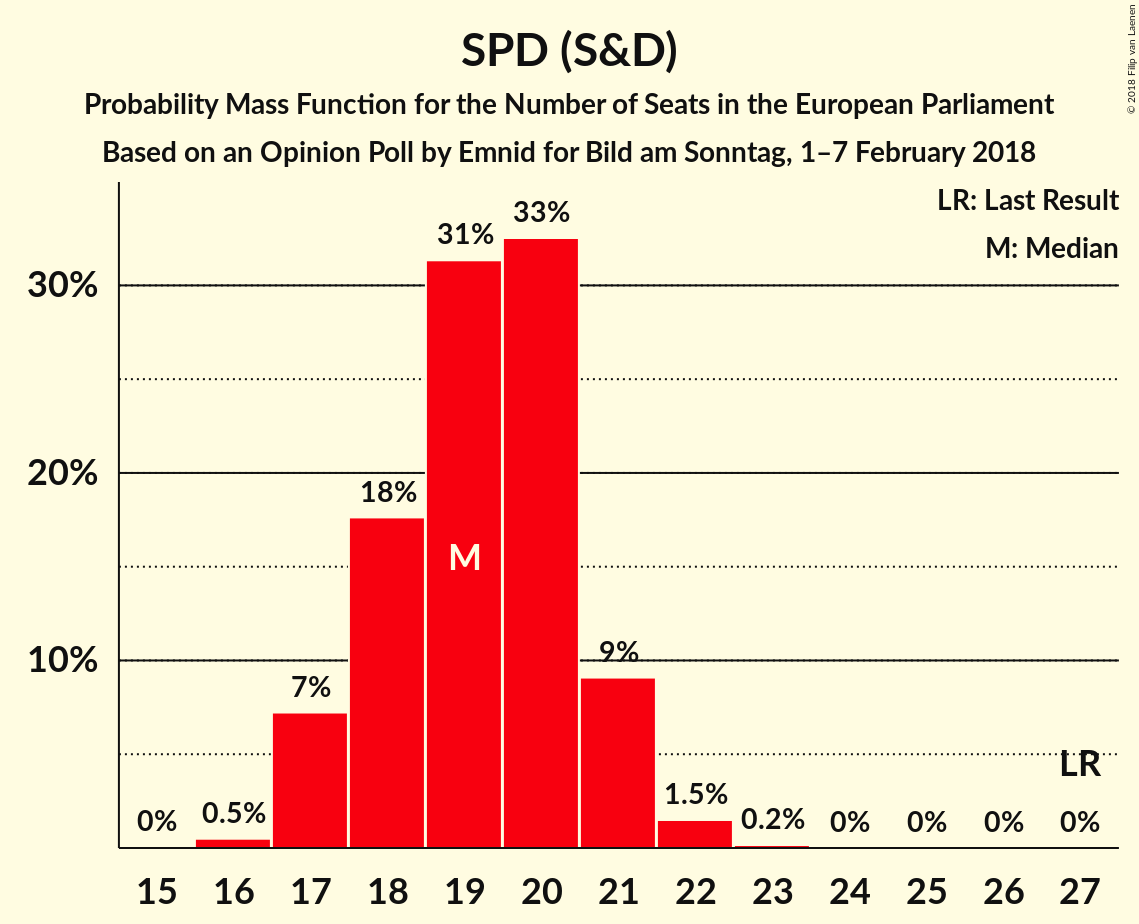 SPD (S&D)
Probability Mass Function for the Number of Seats in the European Parliament
Based on an Opinion Poll by Emnid for Bild am Sonntag, 1–7 February 2018
© 2018 Filip van Laenen
LR: Last Result
M: Median
30%
20%
10%
0%
0.5%
7%
18%
31%
33%
9%
1.5%
0.2%
0%
0%
0%
0%
M
LR
15 16 17 18 19 20 21 22 23 24 25 26 27